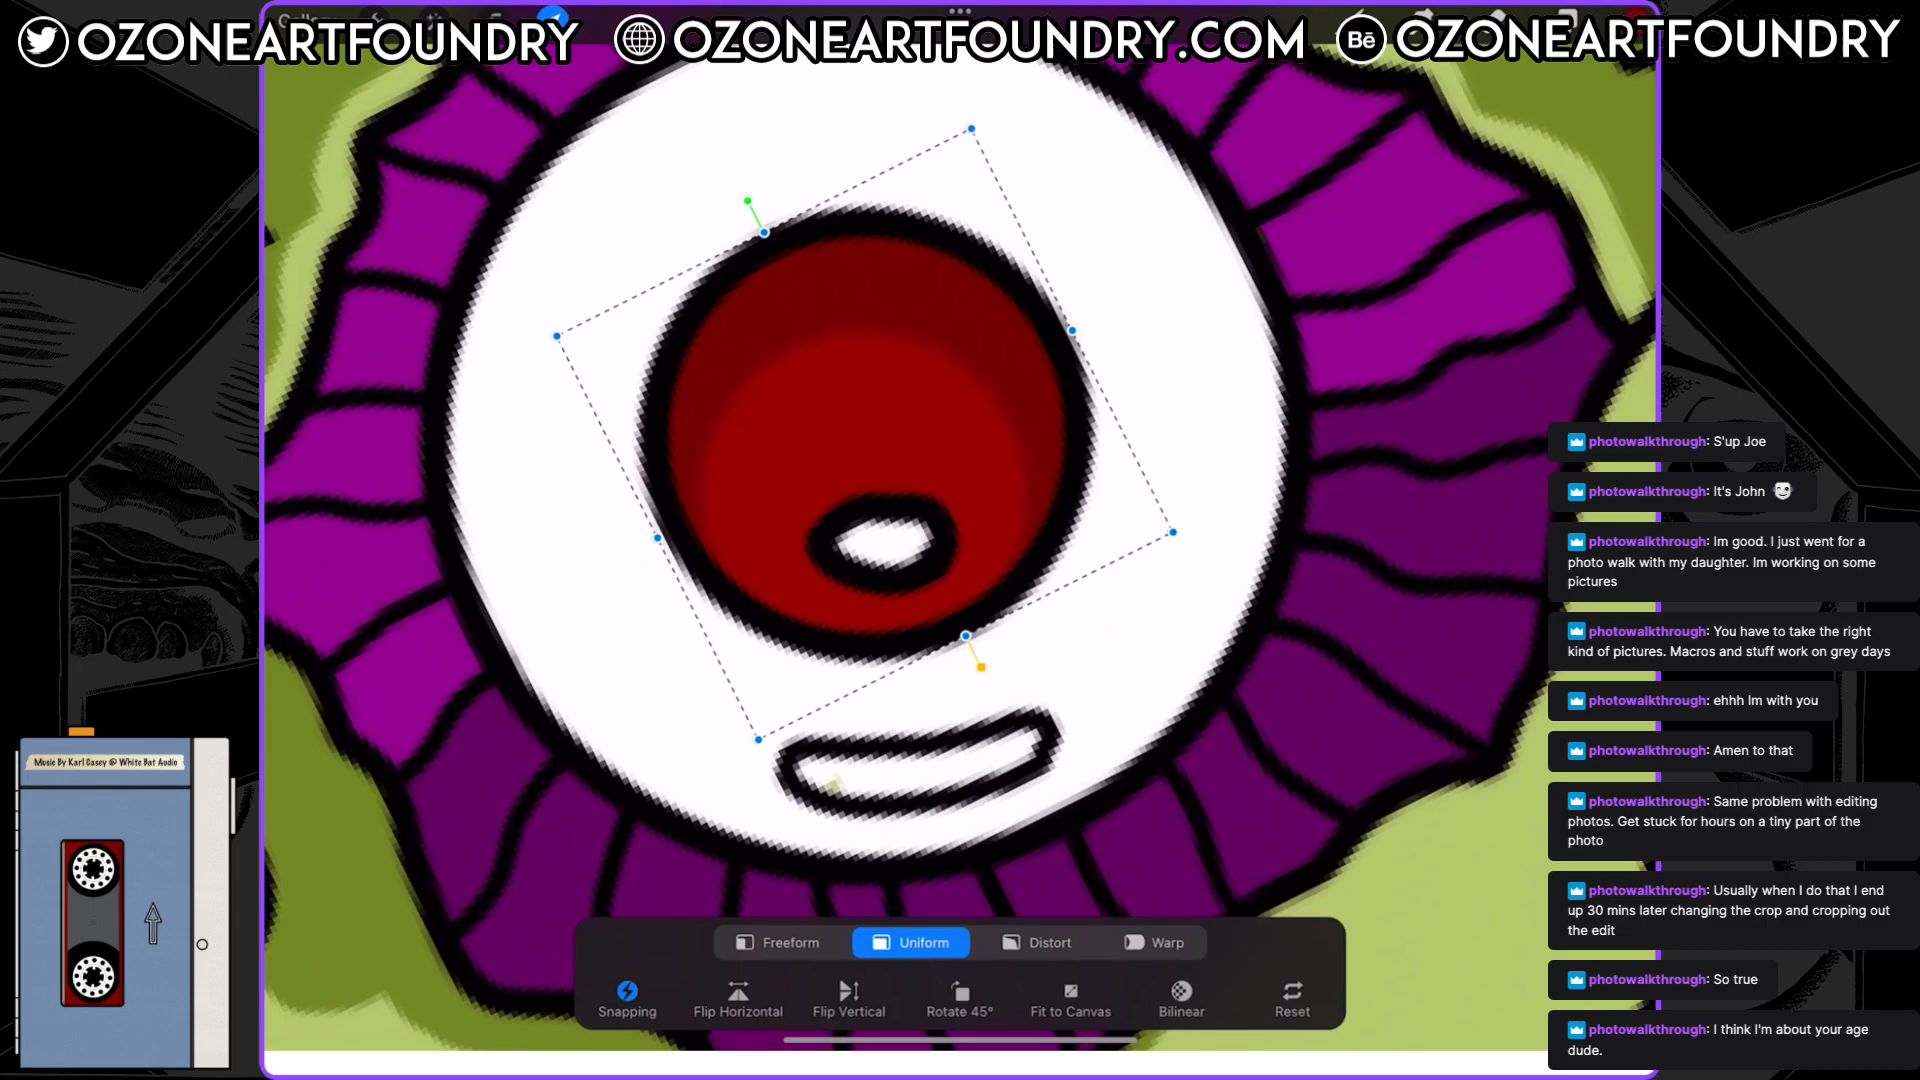 OZONEARTFOUNDRY
OZONEARTFOUNDRY.COM
Bē OZONEARTFOUNDRY
photowalkthrough: S'up Joe
photowalkthrough: It's John
photowalkthrough: Im good. I just went for a
photo walk with my daughter. Im working on some
pictures
photowalkthrough: You have to take the right
kind of pictures. Macros and stuff work on grey days
photowalkthrough: ehhh Im with you
photowalkthrough: Amen to that
photowalkthrough: Same problem with editing
photos. Get stuck for hours on a tiny part of the
photo
photowalkthrough: Usually when I do that I end
up 30 mins later changing the crop and cropping out
the edit
photowalkthrough: So true
photowalkthrough: I think I'm about your age
dude.
Music By Karl Casey @ White Bat Audio
Freeform
Uniform
Distort
Warp
Snapping
Flip Horizontal
Flip Vertical
Rotate 45°
Fit to Canvas
Bilinear
Reset